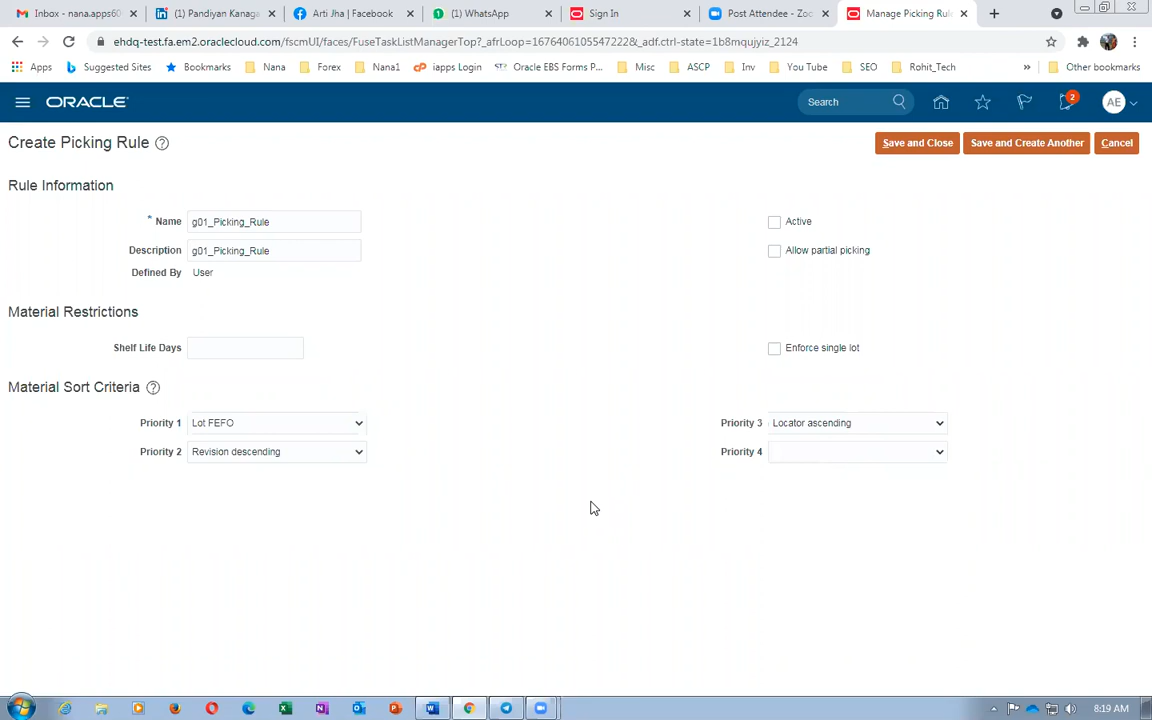 Inbox - nana.apps60
(1) Pandiyan Kanaga
Arti Jha | Facebook
(1) WhatsApp
Sign In
Post Attendee - Zoo
Manage Picking Rul
ehdq-test.fa.em2.oraclecloud.com/fscmUI/faces/FuseTaskListManagerTop?_afrLoop=1676406105547222&_adf.ctrl-state=1b8mqujyiz_2124
Apps
Suggested Sites
Bookmarks
Nana
Forex
Nana1
iapps Login
Oracle EBS Forms P...
Misc
ASCP
Inv
You Tube
SEO
Rohit_Tech
»
Other bookmarks
ORACLE
Search
2
AE
Create Picking Rule ?
Save and Close
Save and Create Another
Cancel
Rule Information
* Name g01_Picking_Rule
Active
Description g01_Picking_Rule
Allow partial picking
Defined By User
Material Restrictions
Shelf Life Days
Enforce single lot
Material Sort Criteria ?
Priority 1 Lot FEFO
Priority 3 Locator ascending
Priority 2 Revision descending
Priority 4
8:19 AM